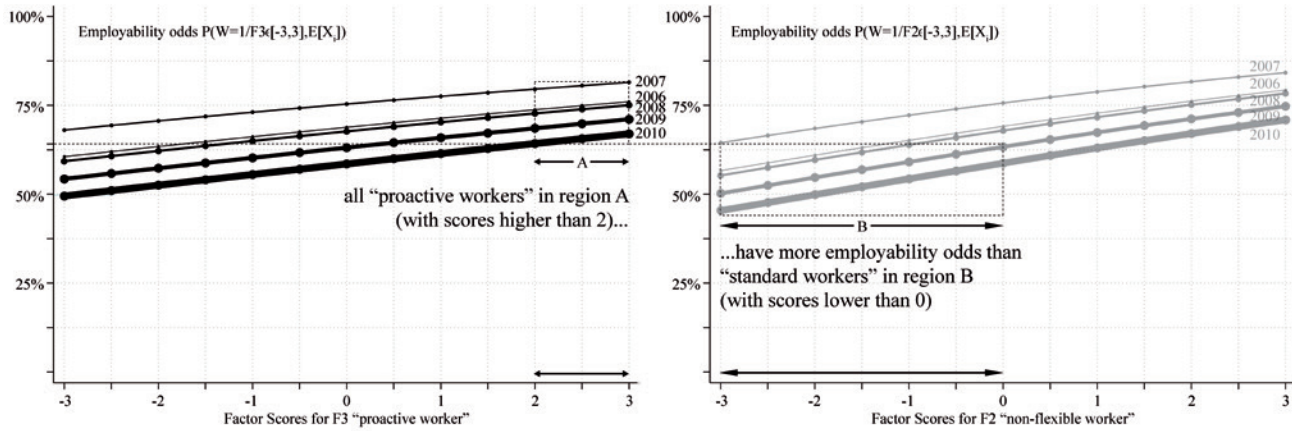 Employability odds P(W=1/F3ϵ[-3,3],E[Xi])
100%
75%
50%
25%
2007
2006
2008
2009
2010
A
all “proactive workers” in region A
(with scores higher than 2)...
-3 -2 -1 0 1 2 3
Factor Scores for F3 “proactive worker”
Employability odds P(W=1/F2ϵ[-3,3],E[Xi])
100%
75%
50%
25%
2007
2006
2008
2009
2010
B
...have more employability odds than
“standard workers” in region B
(with scores lower than 0)
-3 -2 -1 0 1 2 3
Factor Scores for F2 “non-flexible worker”